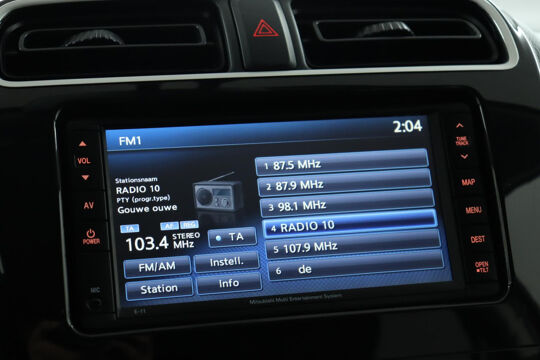 FM1
2:04
Stationsnaam
RADIO 10
PTY (progr.type)
Gouwe ouwe
TA AF REG
103.4 STEREO MHz
TA
FM/AM
Instell.
Station
Info
1 87.5 MHz
2 87.9 MHz
3 98.1 MHz
4 RADIO 10
5 107.9 MHz
6 de
VOL
AV
POWER
MIC
E-11
Mitsubishi Multi Entertainment System
TUNE
TRACK
MAP
MENU
DEST
OPEN
TILT